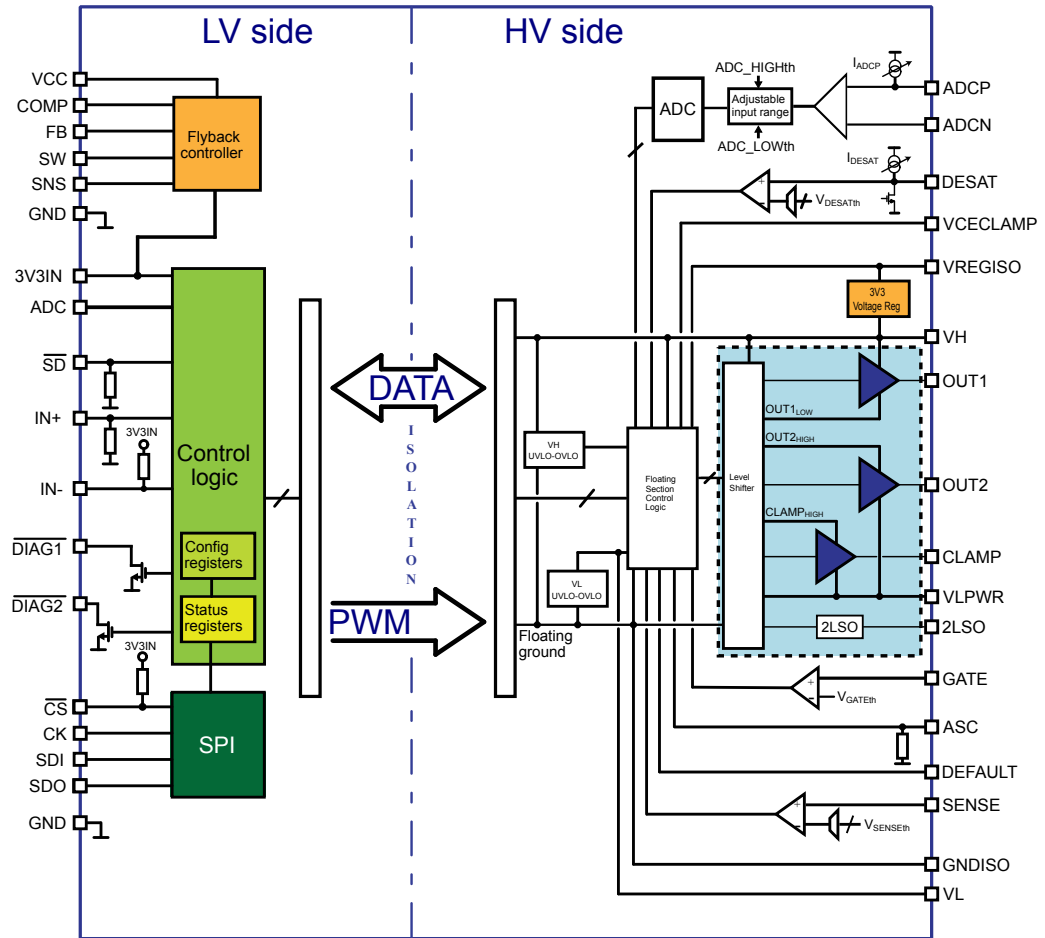 LV side
HV side
VCC
COMP
FB
SW
SNS
GND
3V3IN
ADC
SD
IN+
3V3IN
IN-
DIAG1
DIAG2
3V3IN
CS
CK
SDI
SDO
GND
Flyback
controller
Control
logic
Config
registers
Status
registers
SPI
DATA
ISOLATION
PWM
ADC
ADC_HIGHth
Adjustable
input range
ADC_LOWth
IADCP
IDESAT
VDESATth
3V3
Voltage Reg
VH
UVLO-OVLO
Floating
Section Control
Logic
Level
Shifter
OUT1LOW
OUT2HIGH
CLAMPHIGH
VL
UVLO-OVLO
2LSO
Floating
ground
VGATEth
VSENSEth
ADCP
ADCN
DESAT
VCECLAMP
VREGISO
VH
OUT1
OUT2
CLAMP
VLPWR
2LSO
GATE
ASC
DEFAULT
SENSE
GNDISO
VL